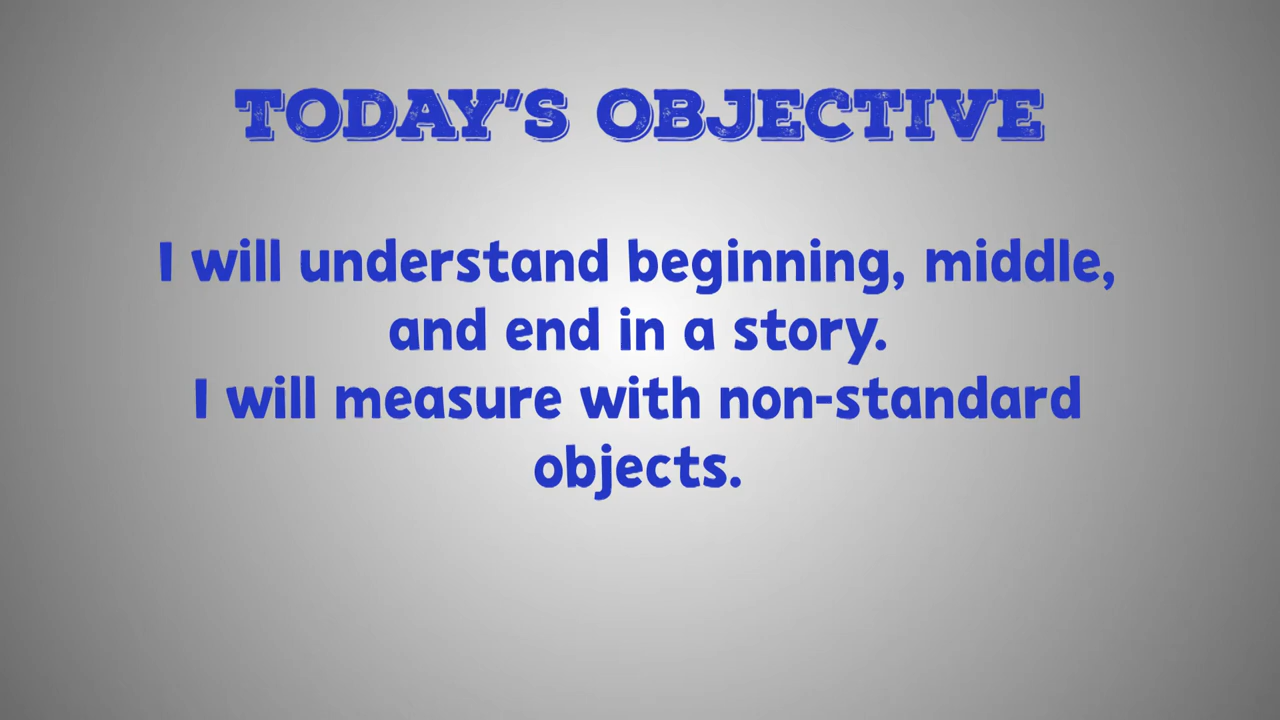 TODAY'S OBJECTIVE
I will understand beginning, middle,
and end in a story.
I will measure with non-standard
objects.